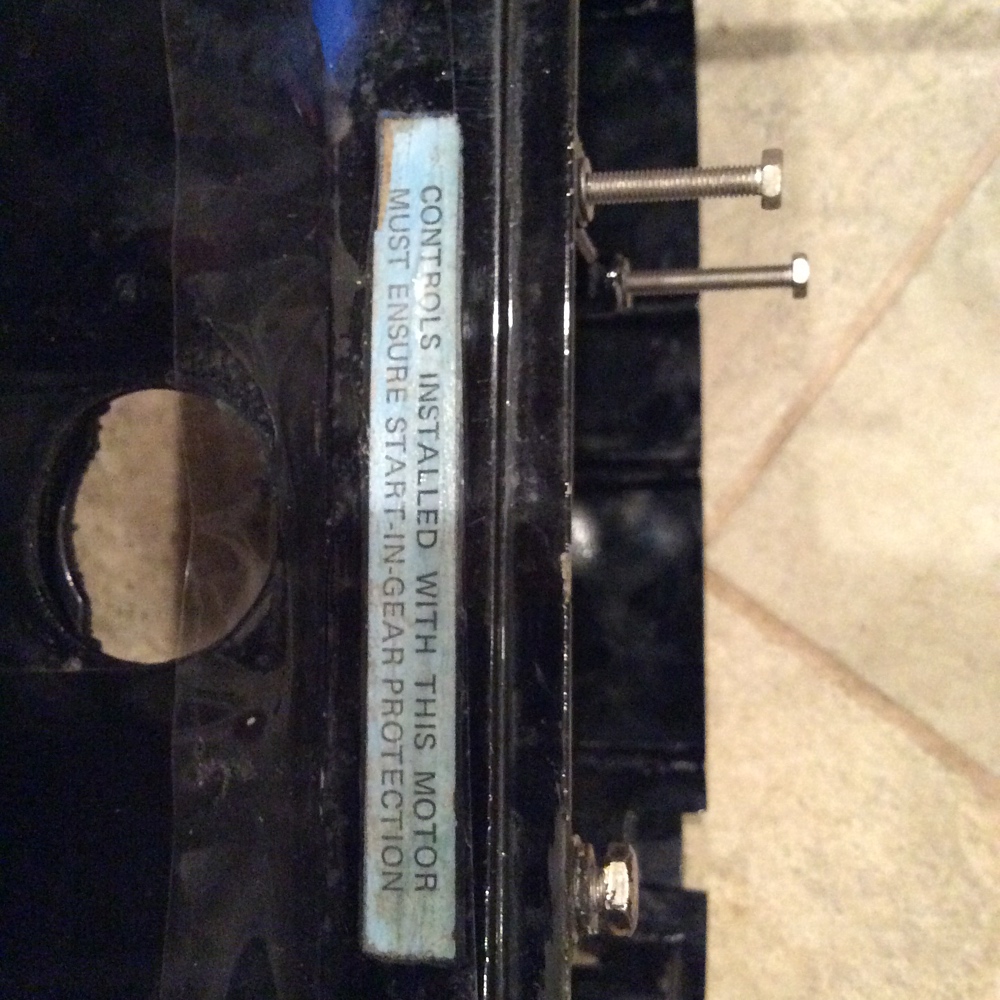 CONTROLS INSTALLED WITH THIS MOTOR
MUST ENSURE START-IN-GEAR PROTECTION